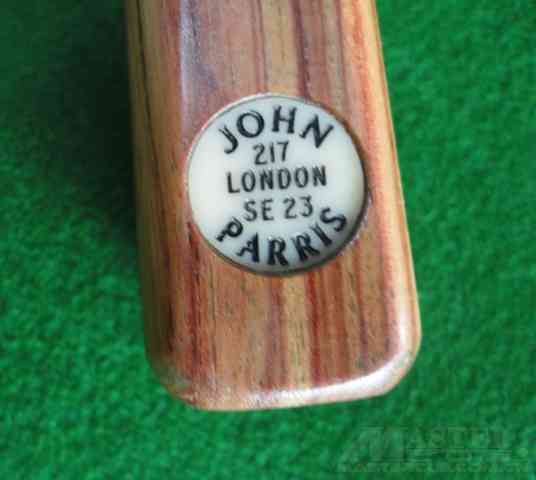 JOHN
217
LONDON
SE 23
PARRIS